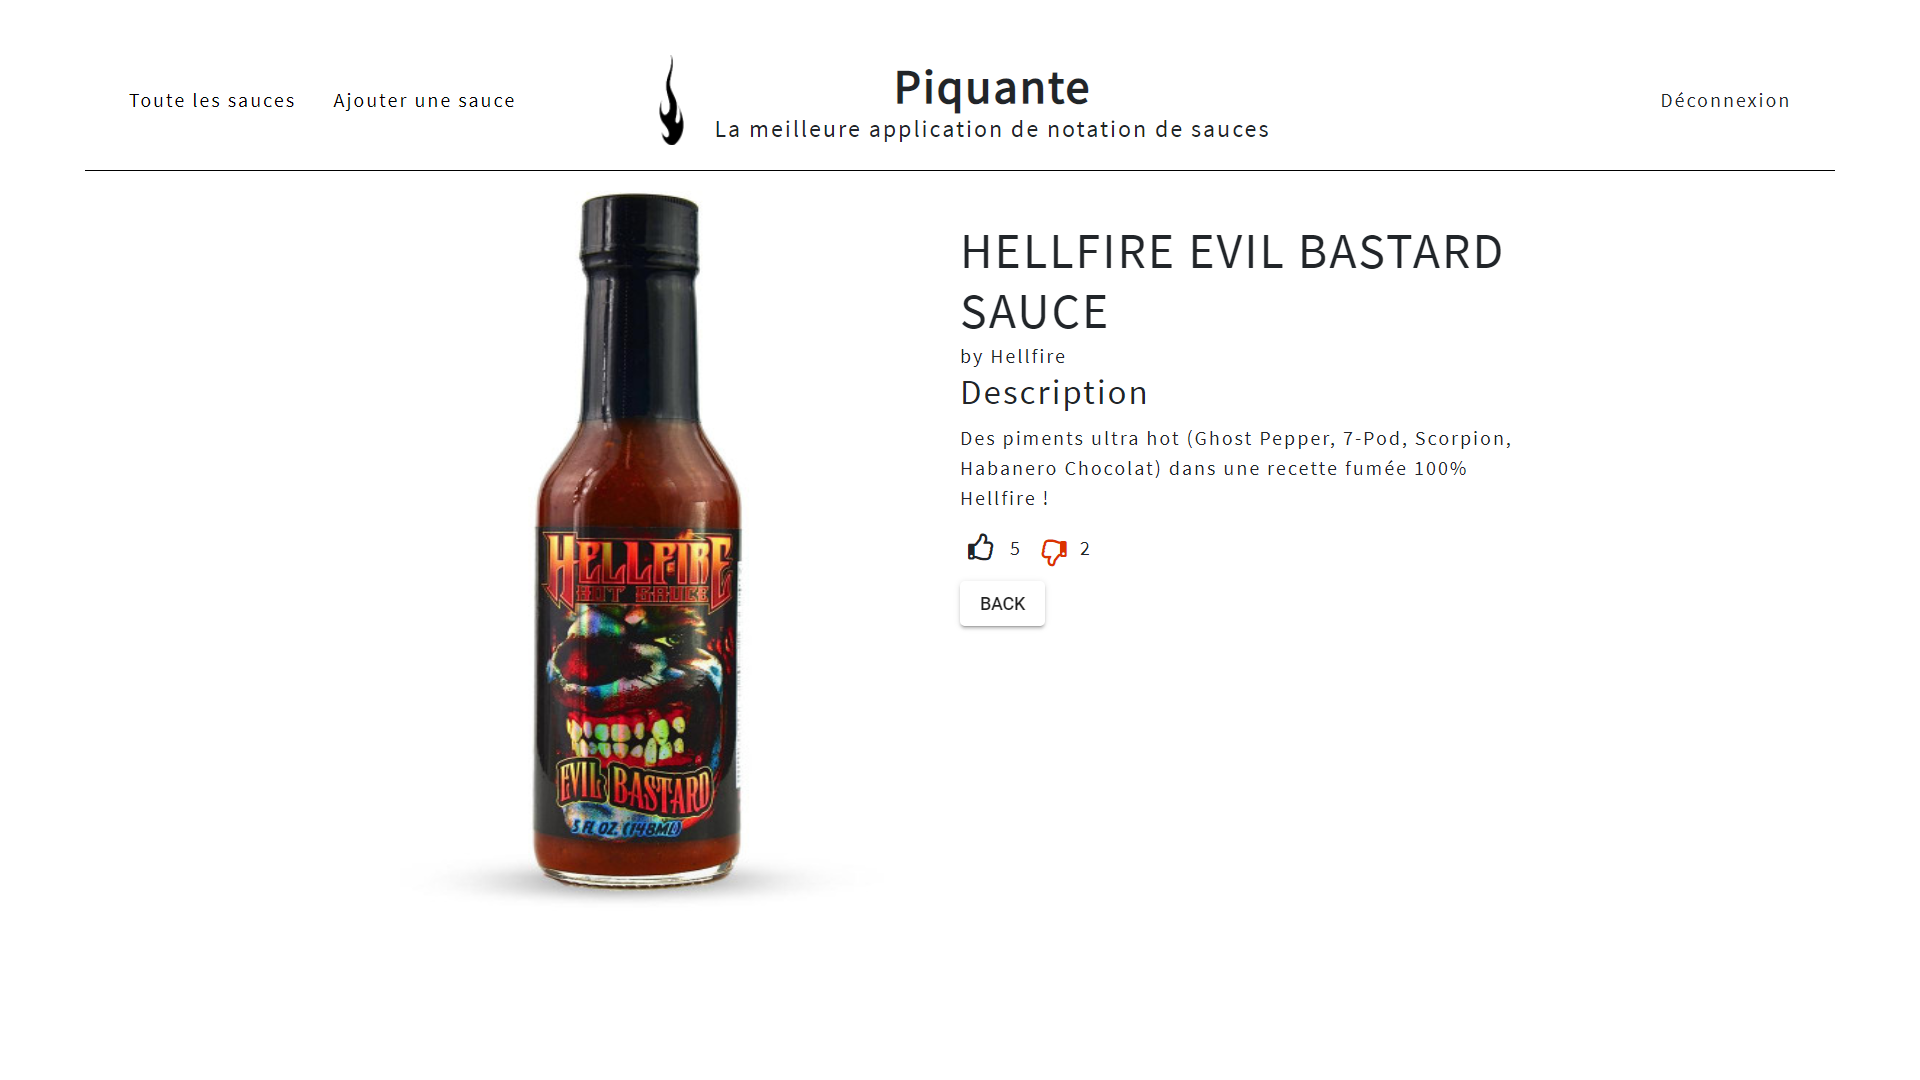 Toute les sauces
Ajouter une sauce
Piquante
La meilleure application de notation de sauces
Déconnexion
HELLFIRE EVIL BASTARD
SAUCE
by Hellfire
Description
Des piments ultra hot (Ghost Pepper, 7-Pod, Scorpion,
Habanero Chocolat) dans une recette fumée 100%
Hellfire !
5
2
BACK
HELLFIRE
HOT SAUCE
EVIL BASTARD
5 FL OZ. (148ML)